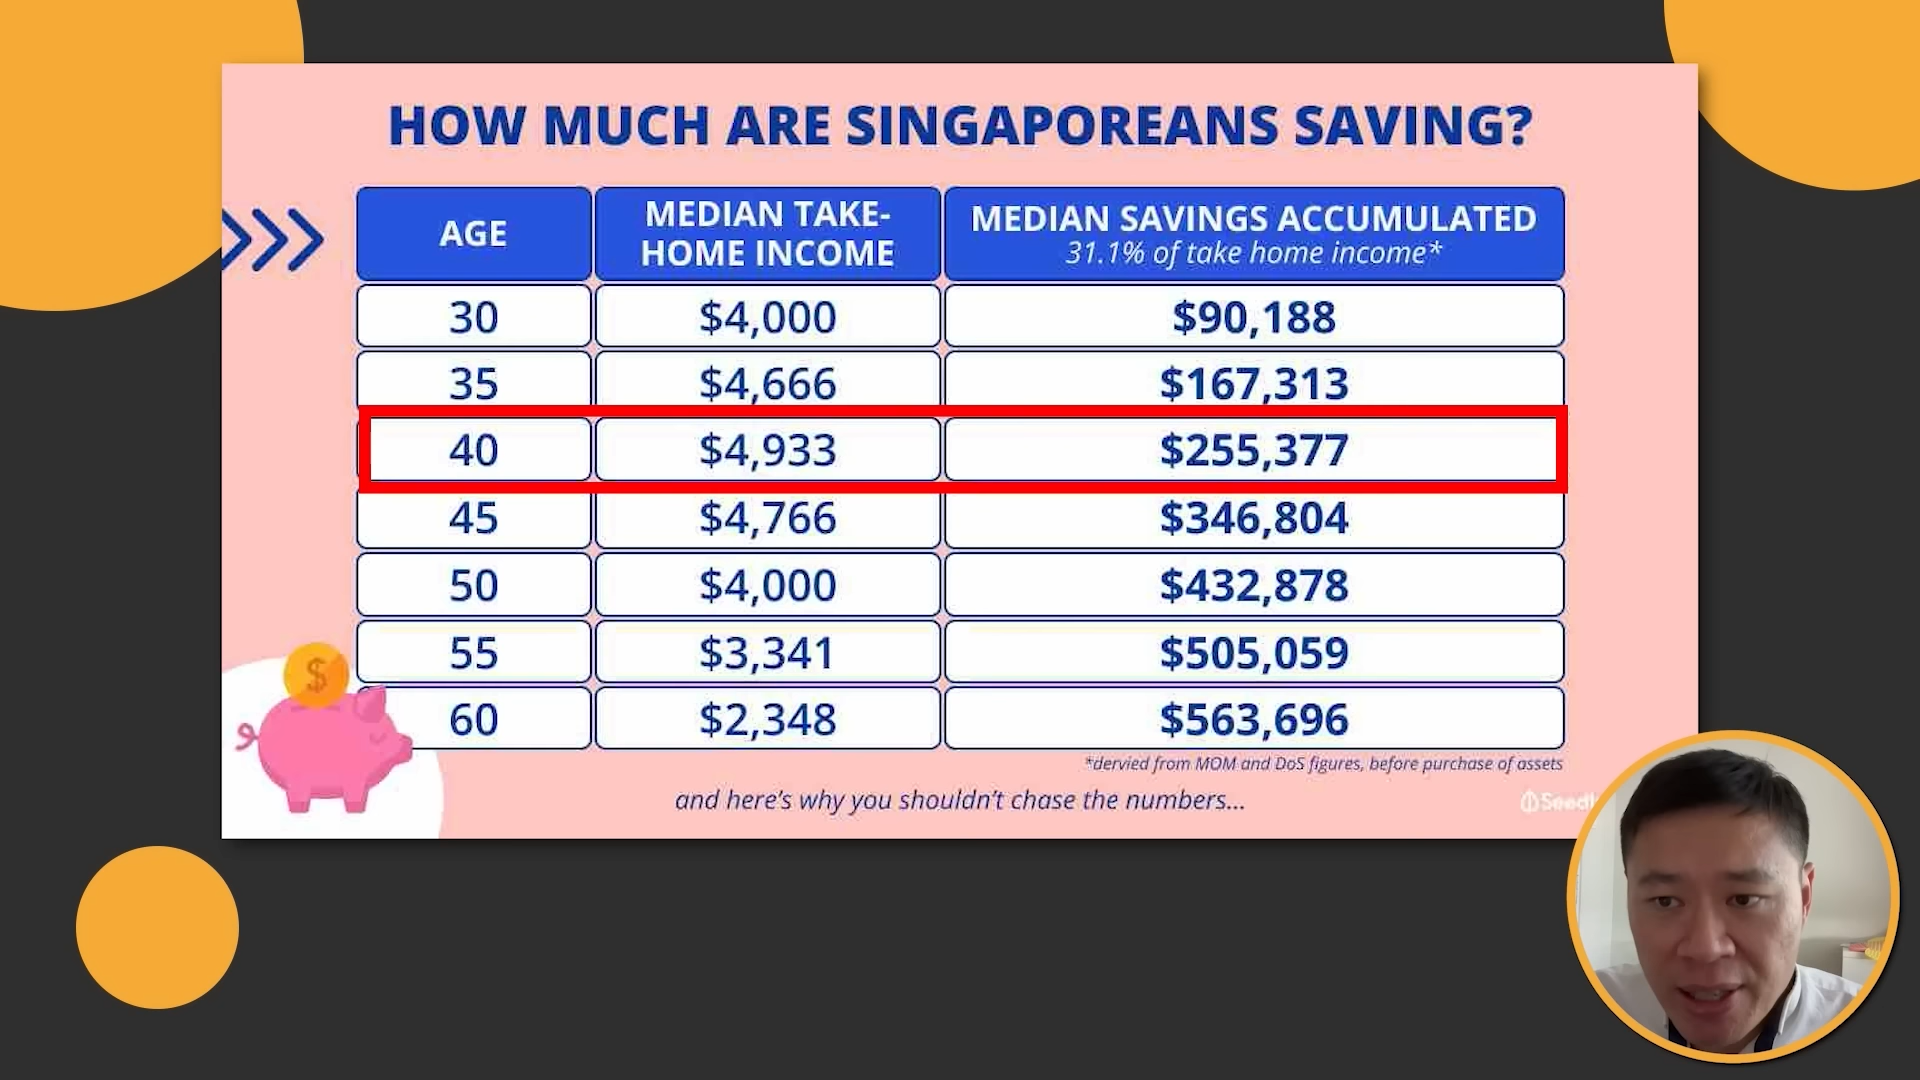 HOW MUCH ARE SINGAPOREANS SAVING?
AGE
MEDIAN TAKE-
HOME INCOME
MEDIAN SAVINGS ACCUMULATED
31.1% of take home income*
30 $4,000 $90,188
35 $4,666 $167,313
40 $4,933 $255,377
45 $4,766 $346,804
50 $4,000 $432,878
55 $3,341 $505,059
60 $2,348 $563,696
$
*dervied from MOM and DoS figures, before purchase of assets
and here's why you shouldn't chase the numbers...